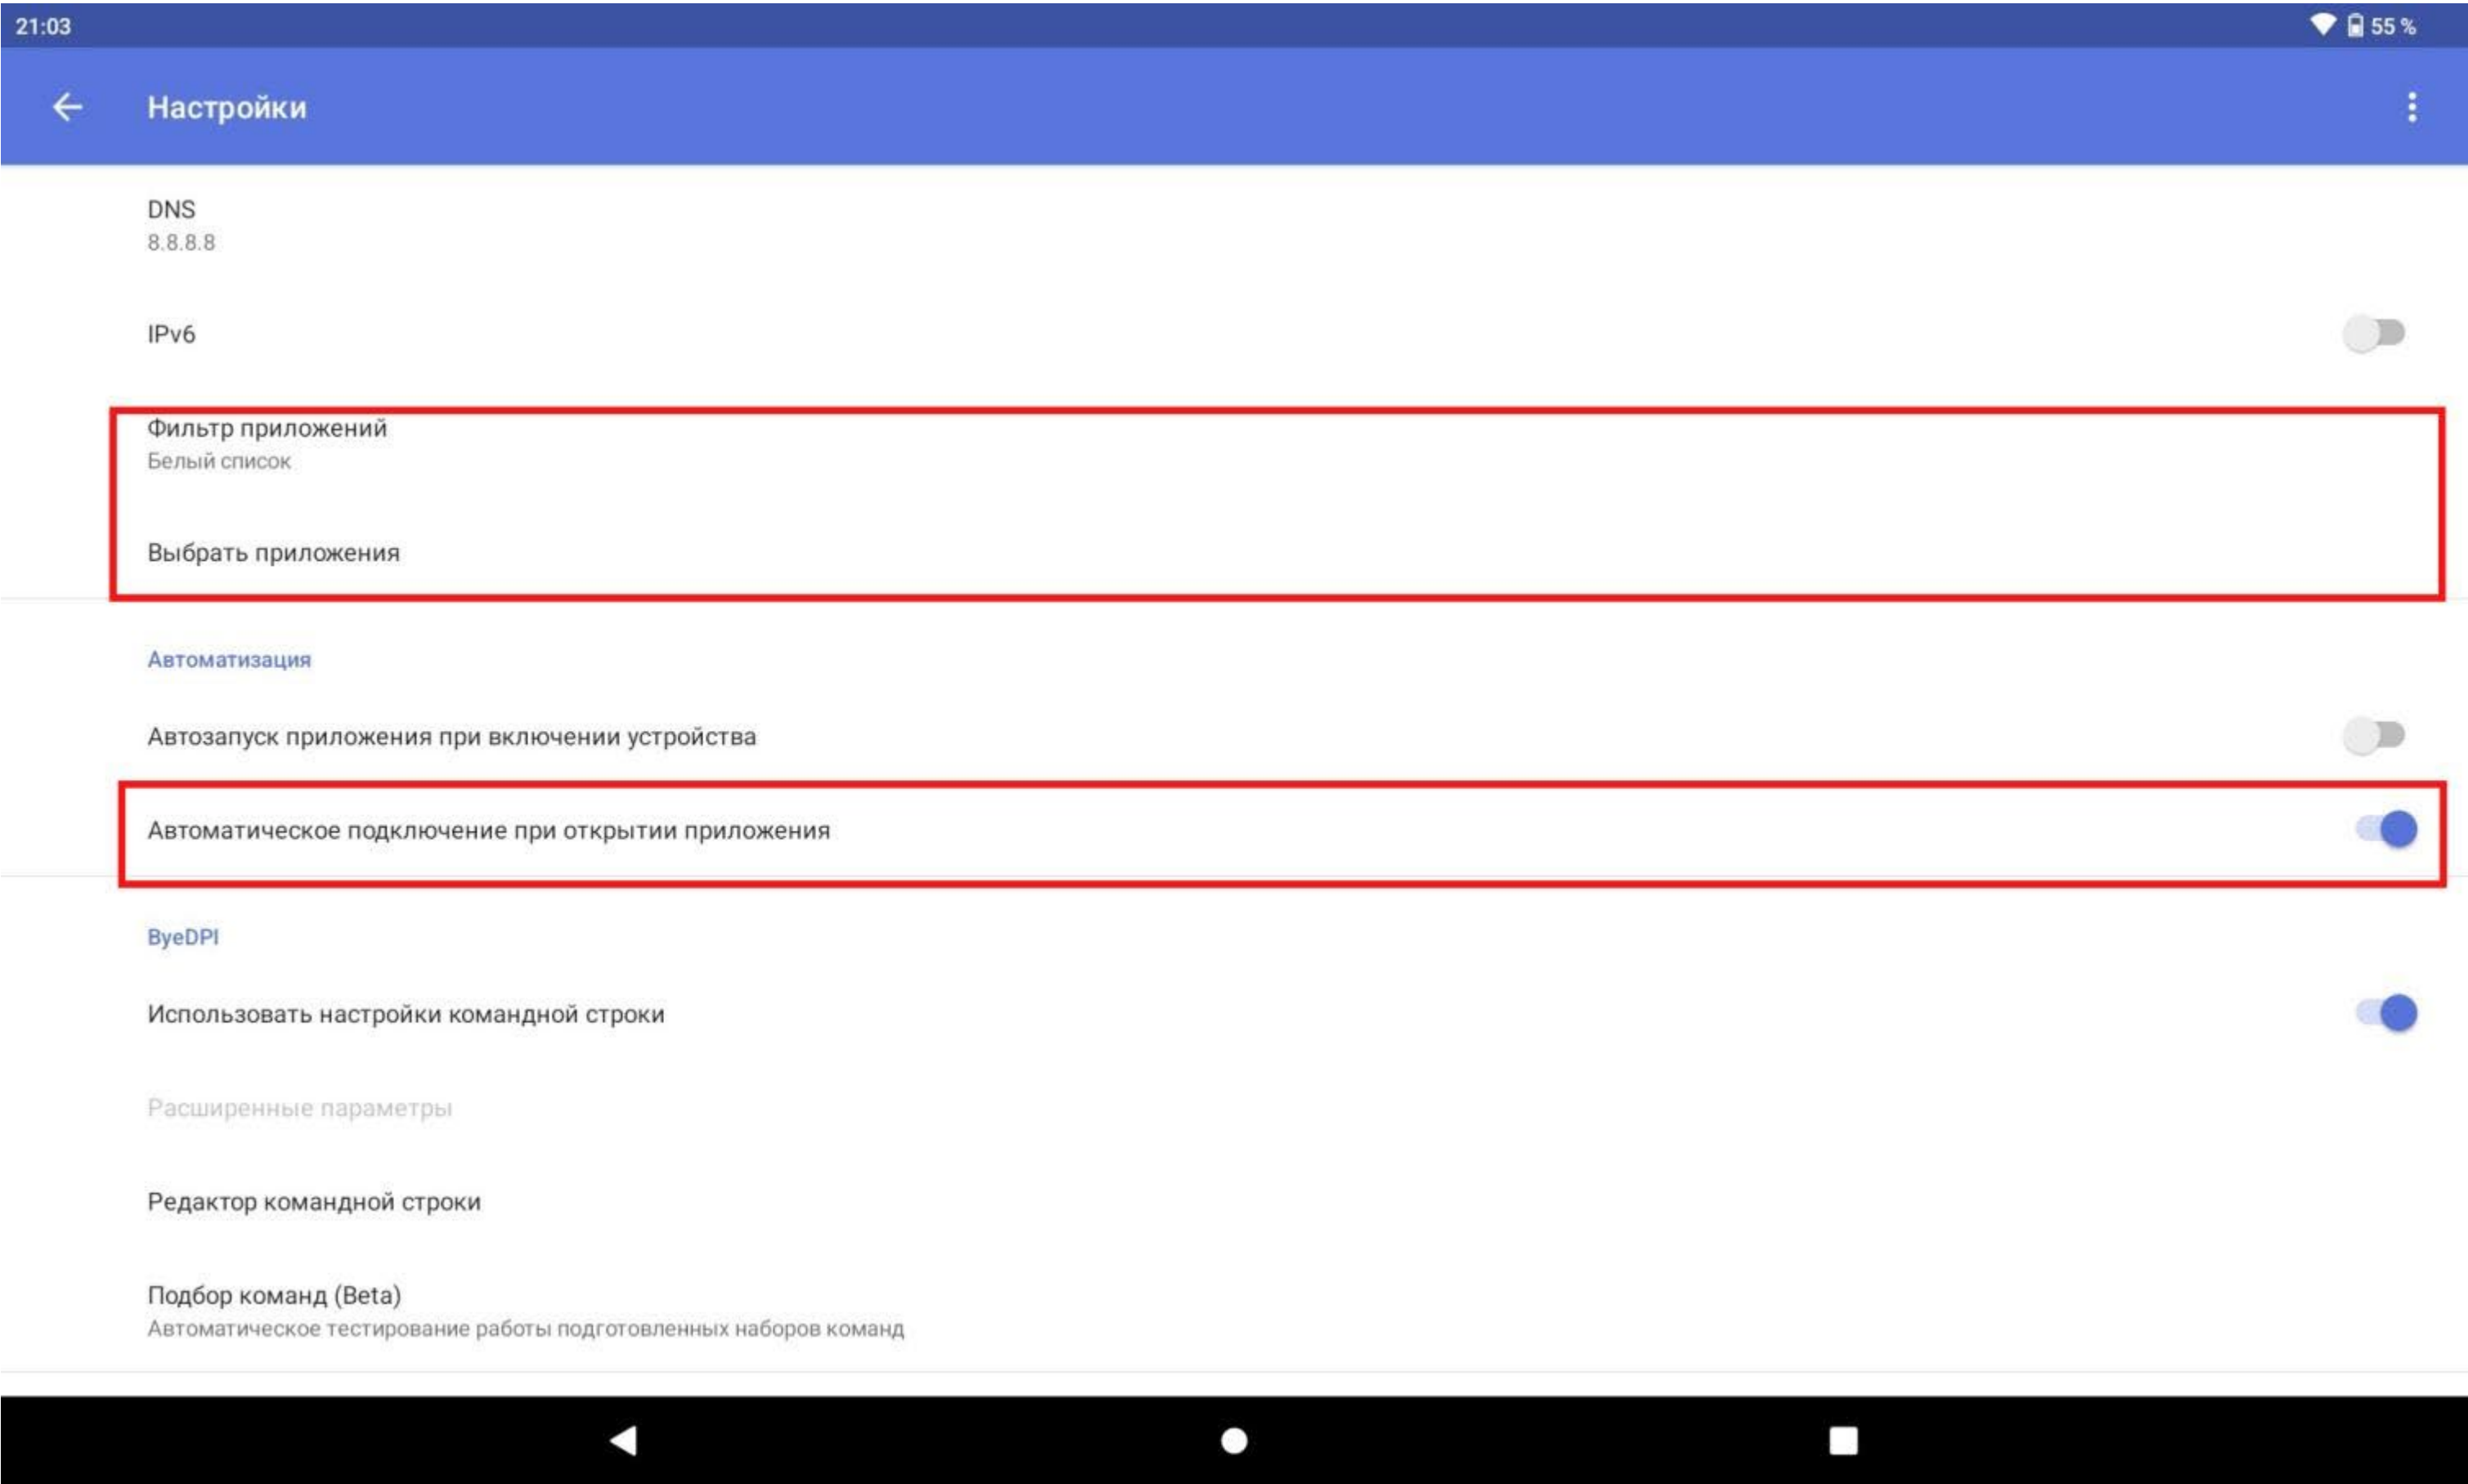 21:03
55 %
Настройки
DNS
8.8.8.8
IPv6
Фильтр приложений
Белый список
Выбрать приложения
Автоматизация
Автозапуск приложения при включении устройства
Автоматическое подключение при открытии приложения
ByeDPI
Использовать настройки командной строки
Расширенные параметры
Редактор командной строки
Подбор команд (Beta)
Автоматическое тестирование работы подготовленных наборов команд